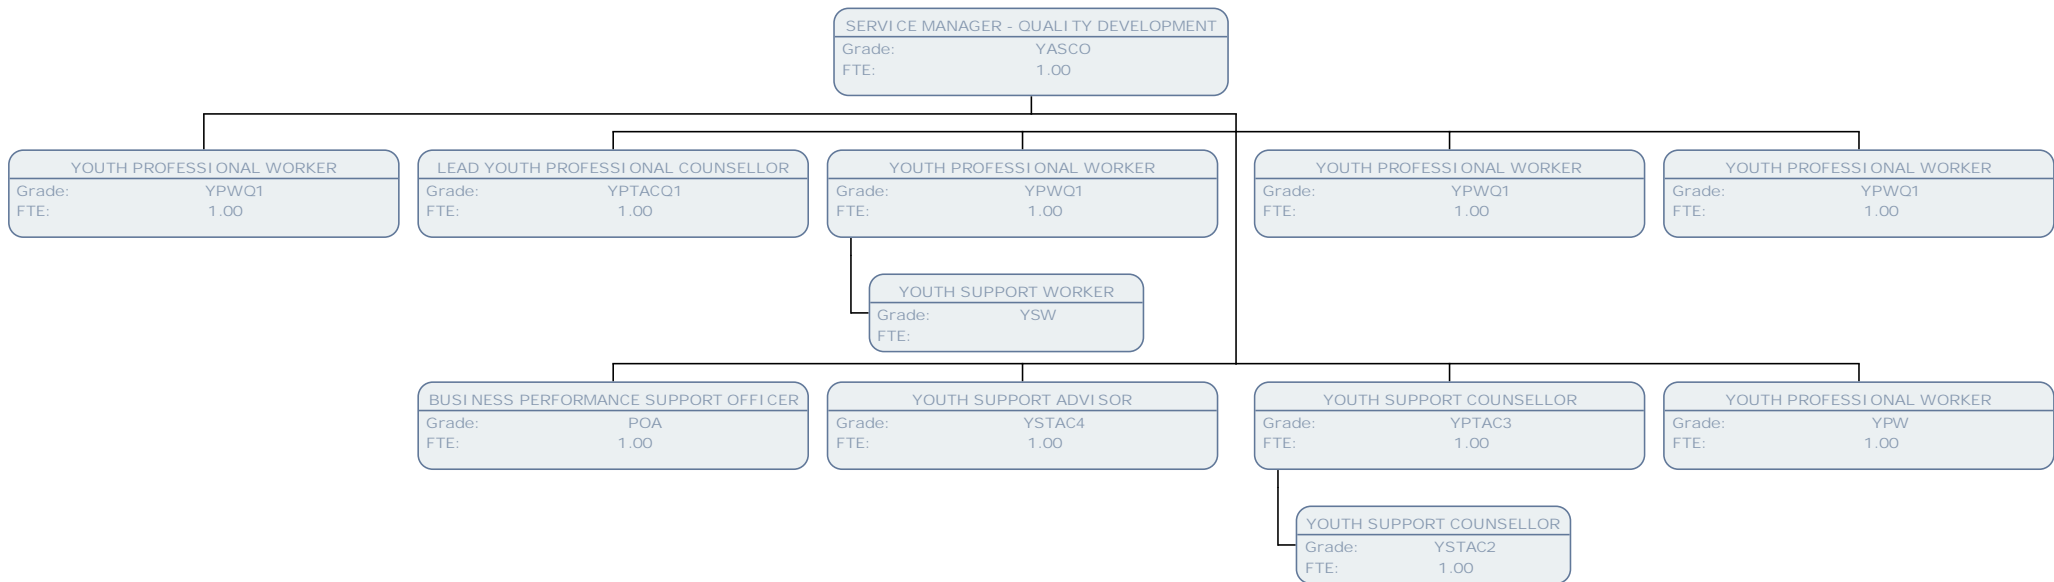 SERVICE MANAGER - QUALITY DEVELOPMENT
Grade: YASCO
FTE: 1.00
YOUTH PROFESSIONAL WORKER
Grade: YPWQ1
FTE: 1.00
LEAD YOUTH PROFESSIONAL COUNSELLOR
Grade: YPTACQ1
FTE: 1.00
YOUTH PROFESSIONAL WORKER
Grade: YPWQ1
FTE: 1.00
YOUTH PROFESSIONAL WORKER
Grade: YPWQ1
FTE: 1.00
YOUTH PROFESSIONAL WORKER
Grade: YPWQ1
FTE: 1.00
YOUTH SUPPORT WORKER
Grade: YSW
FTE:
BUSINESS PERFORMANCE SUPPORT OFFICER
Grade: POA
FTE: 1.00
YOUTH SUPPORT ADVISOR
Grade: YSTAC4
FTE: 1.00
YOUTH SUPPORT COUNSELLOR
Grade: YPTAC3
FTE: 1.00
YOUTH PROFESSIONAL WORKER
Grade: YPW
FTE: 1.00
YOUTH SUPPORT COUNSELLOR
Grade: YSTAC2
FTE: 1.00